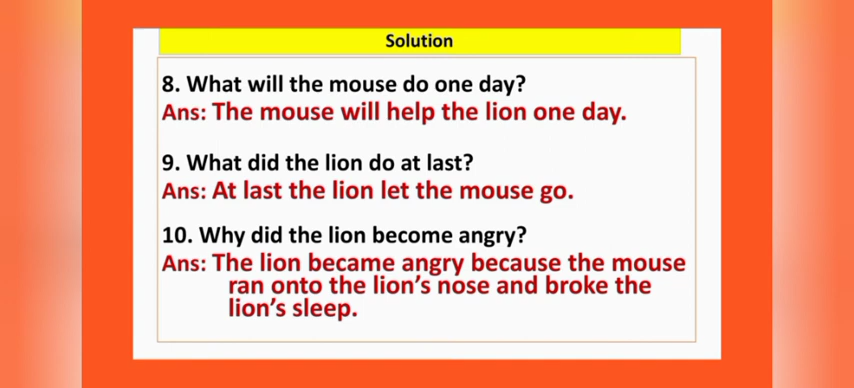 Solution
8. What will the mouse do one day?
Ans: The mouse will help the lion one day.
9. What did the lion do at last?
Ans: At last the lion let the mouse go.
10. Why did the lion become angry?
Ans: The lion became angry because the mouse
ran onto the lion’s nose and broke the
lion’s sleep.